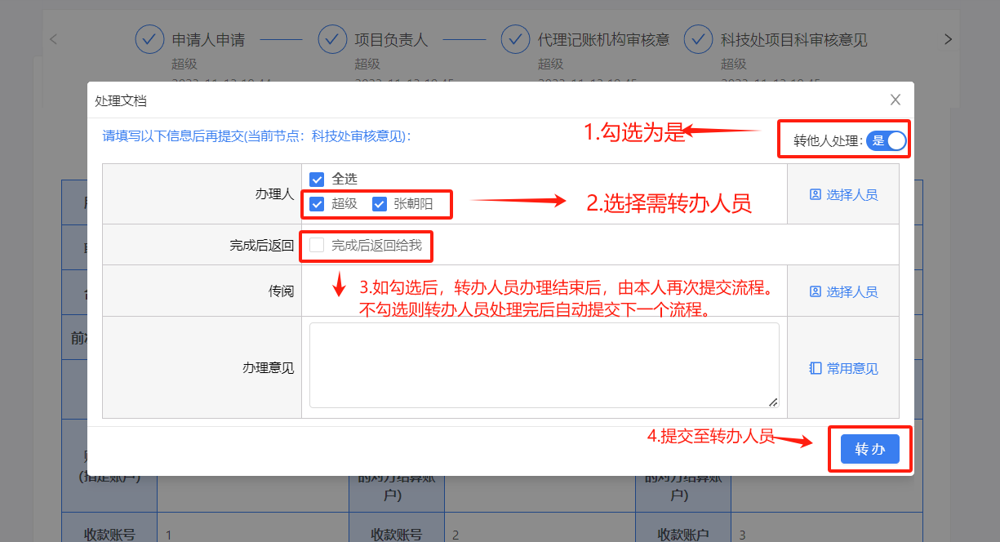 申请人申请
项目负责人
代理记账机构审核意
科技处项目科审核意见
超级
超级
超级
超级
处理文档
请填写以下信息后再提交(当前节点：科技处审核意见)：
1.勾选为是
转他人处理：是
办理人
全选
超级
张朝阳
2.选择需转办人员
选择人员
完成后返回
完成后返回给我
传阅
3.如勾选后，转办人员办理结束后，由本人再次提交流程。
不勾选则转办人员处理完后自动提交下一个流程。
选择人员
前
办理意见
常用意见
4.提交至转办人员
转办
(指定账户)
的对方结算账
户)
的对方结算账
户)
收款账号
1
收款账号
2
收款账户
3